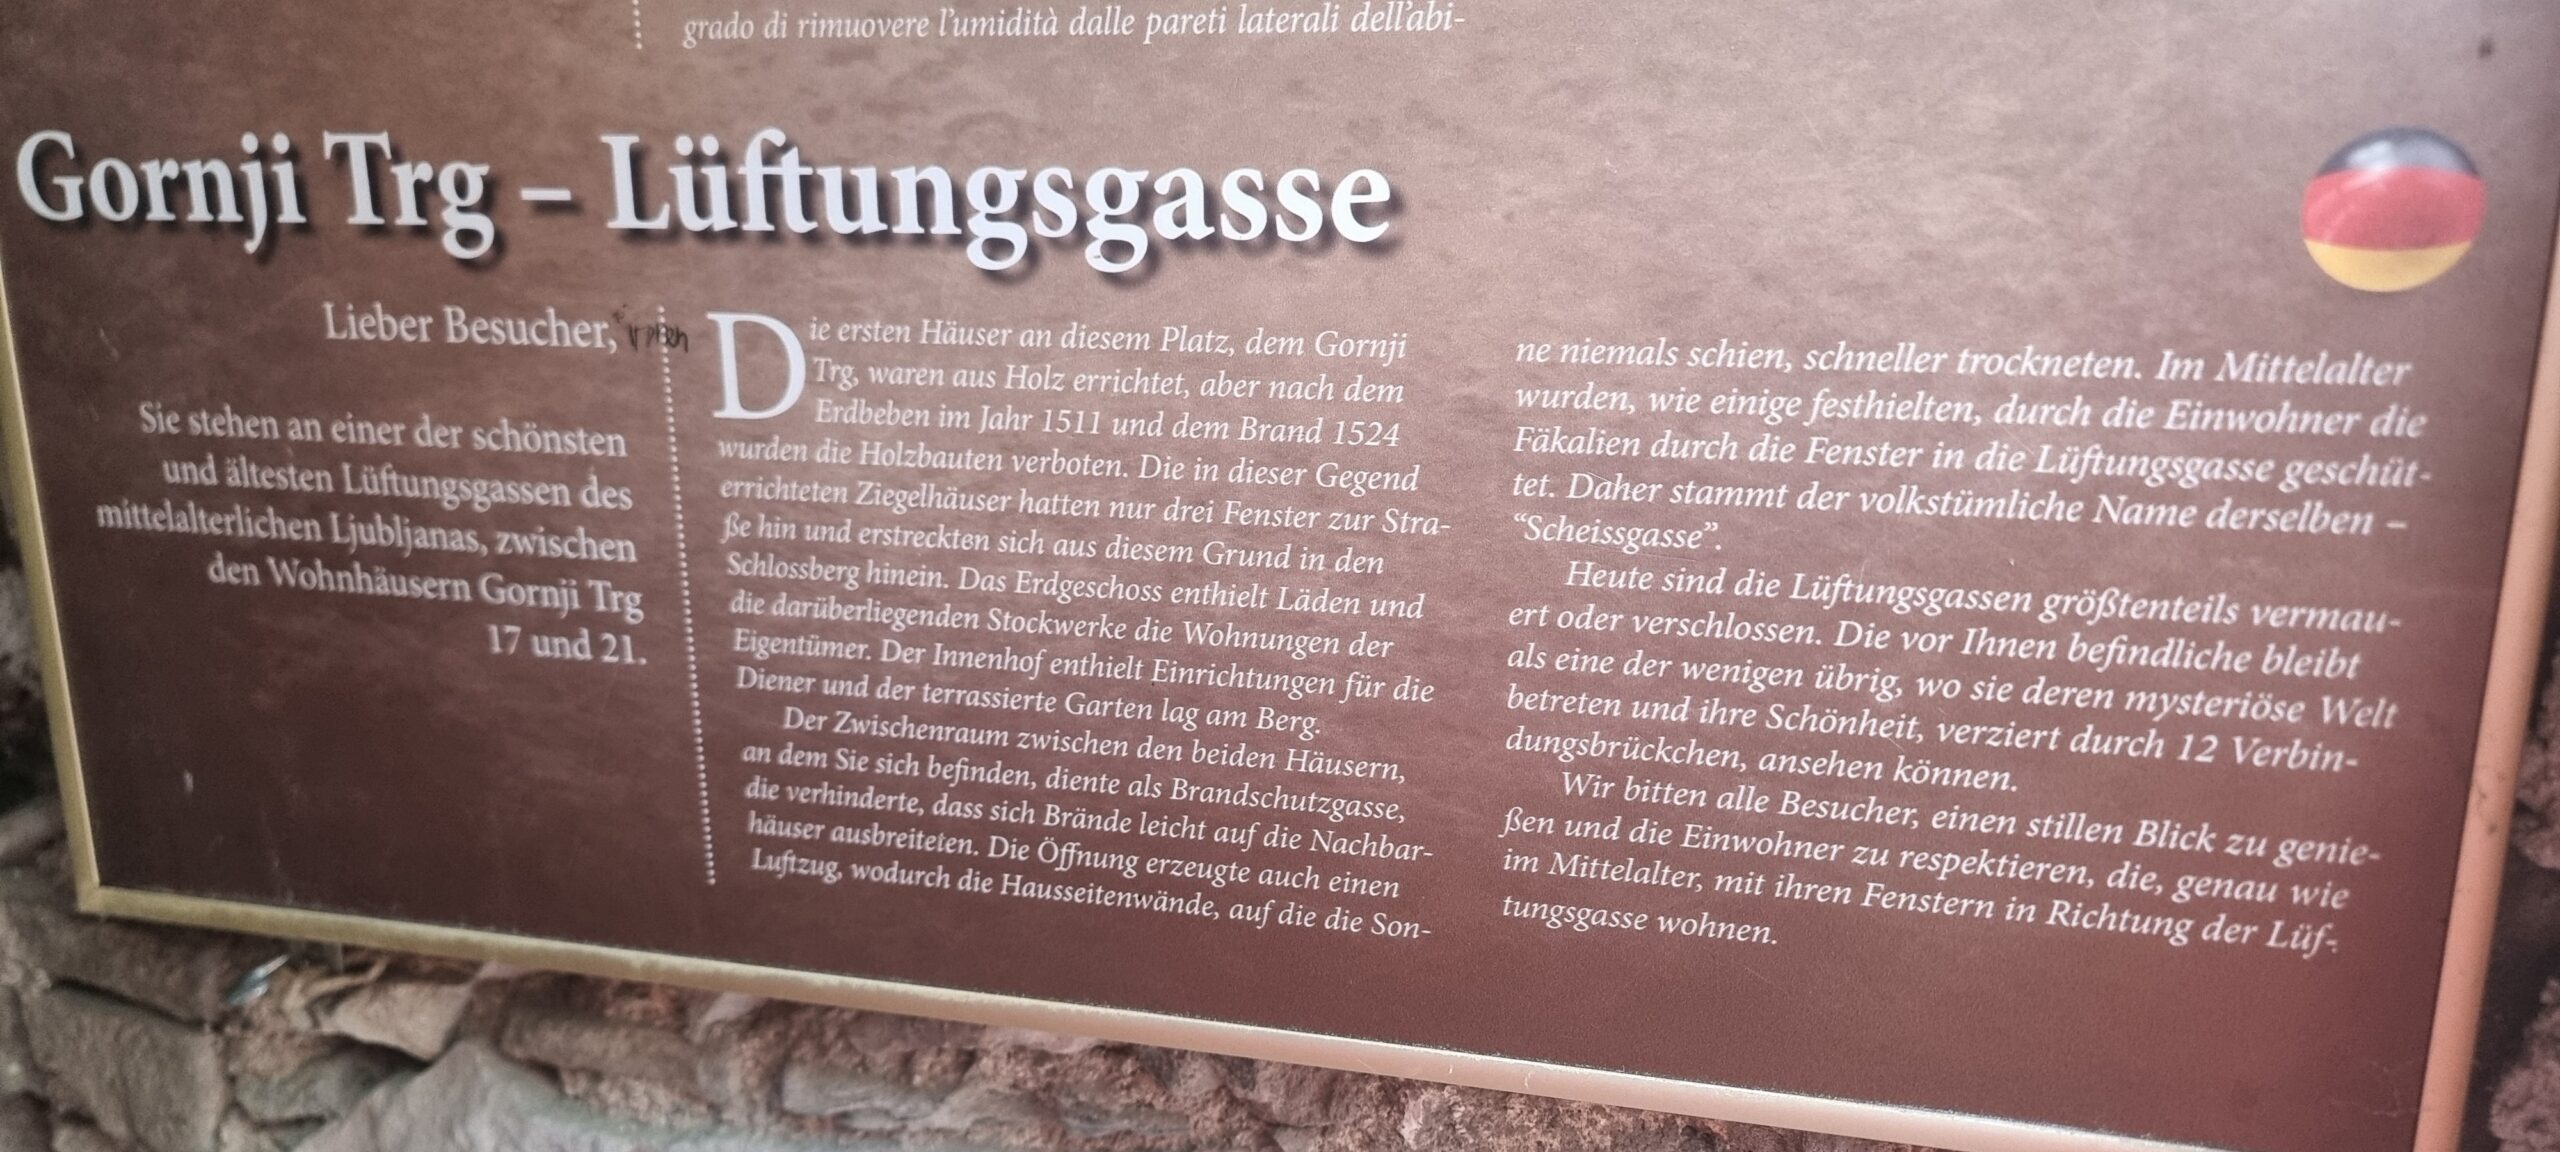 grado di rimuovere l'umidità dalle pareti laterali dell'abi-
Gornji Trg – Lüftungsgasse
Lieber Besucher,
Sie stehen an einer der schönsten
und ältesten Lüftungsgassen des
mittelalterlichen Ljubljanas, zwischen
den Wohnhäusern Gornji Trg
17 und 21.
Die ersten Häuser an diesem Platz, dem Gornji
Trg, waren aus Holz errichtet, aber nach dem
Erdbeben im Jahr 1511 und dem Brand 1524
wurden die Holzbauten verboten. Die in dieser Gegend
errichteten Ziegelhäuser hatten nur drei Fenster zur Stra-
ße hin und erstreckten sich aus diesem Grund in den
Schlossberg hinein. Das Erdgeschoss enthielt Läden und
die darüberliegenden Stockwerke die Wohnungen der
Eigentümer. Der Innenhof enthielt Einrichtungen für die
Diener und der terrassierte Garten lag am Berg.
Der Zwischenraum zwischen den beiden Häusern,
an dem Sie sich befinden, diente als Brandschutzgasse,
die verhinderte, dass sich Brände leicht auf die Nachbar-
häuser ausbreiteten. Die Öffnung erzeugte auch einen
Luftzug, wodurch die Hausseitenwände, auf die die Son-
ne niemals schien, schneller trockneten. Im Mittelalter
wurden, wie einige festhielten, durch die Einwohner die
Fäkalien durch die Fenster in die Lüftungsgasse geschüt-
tet. Daher stammt der volkstümliche Name derselben –
“Scheissgasse”.
Heute sind die Lüftungsgassen größtenteils vermau-
ert oder verschlossen. Die vor Ihnen befindliche bleibt
als eine der wenigen übrig, wo sie deren mysteriöse Welt
betreten und ihre Schönheit, verziert durch 12 Verbin-
dungsbrückchen, ansehen können.
Wir bitten alle Besucher, einen stillen Blick zu genie-
ßen und die Einwohner zu respektieren, die, genau wie
im Mittelalter, mit ihren Fenstern in Richtung der Lüf-
tungsgasse wohnen.